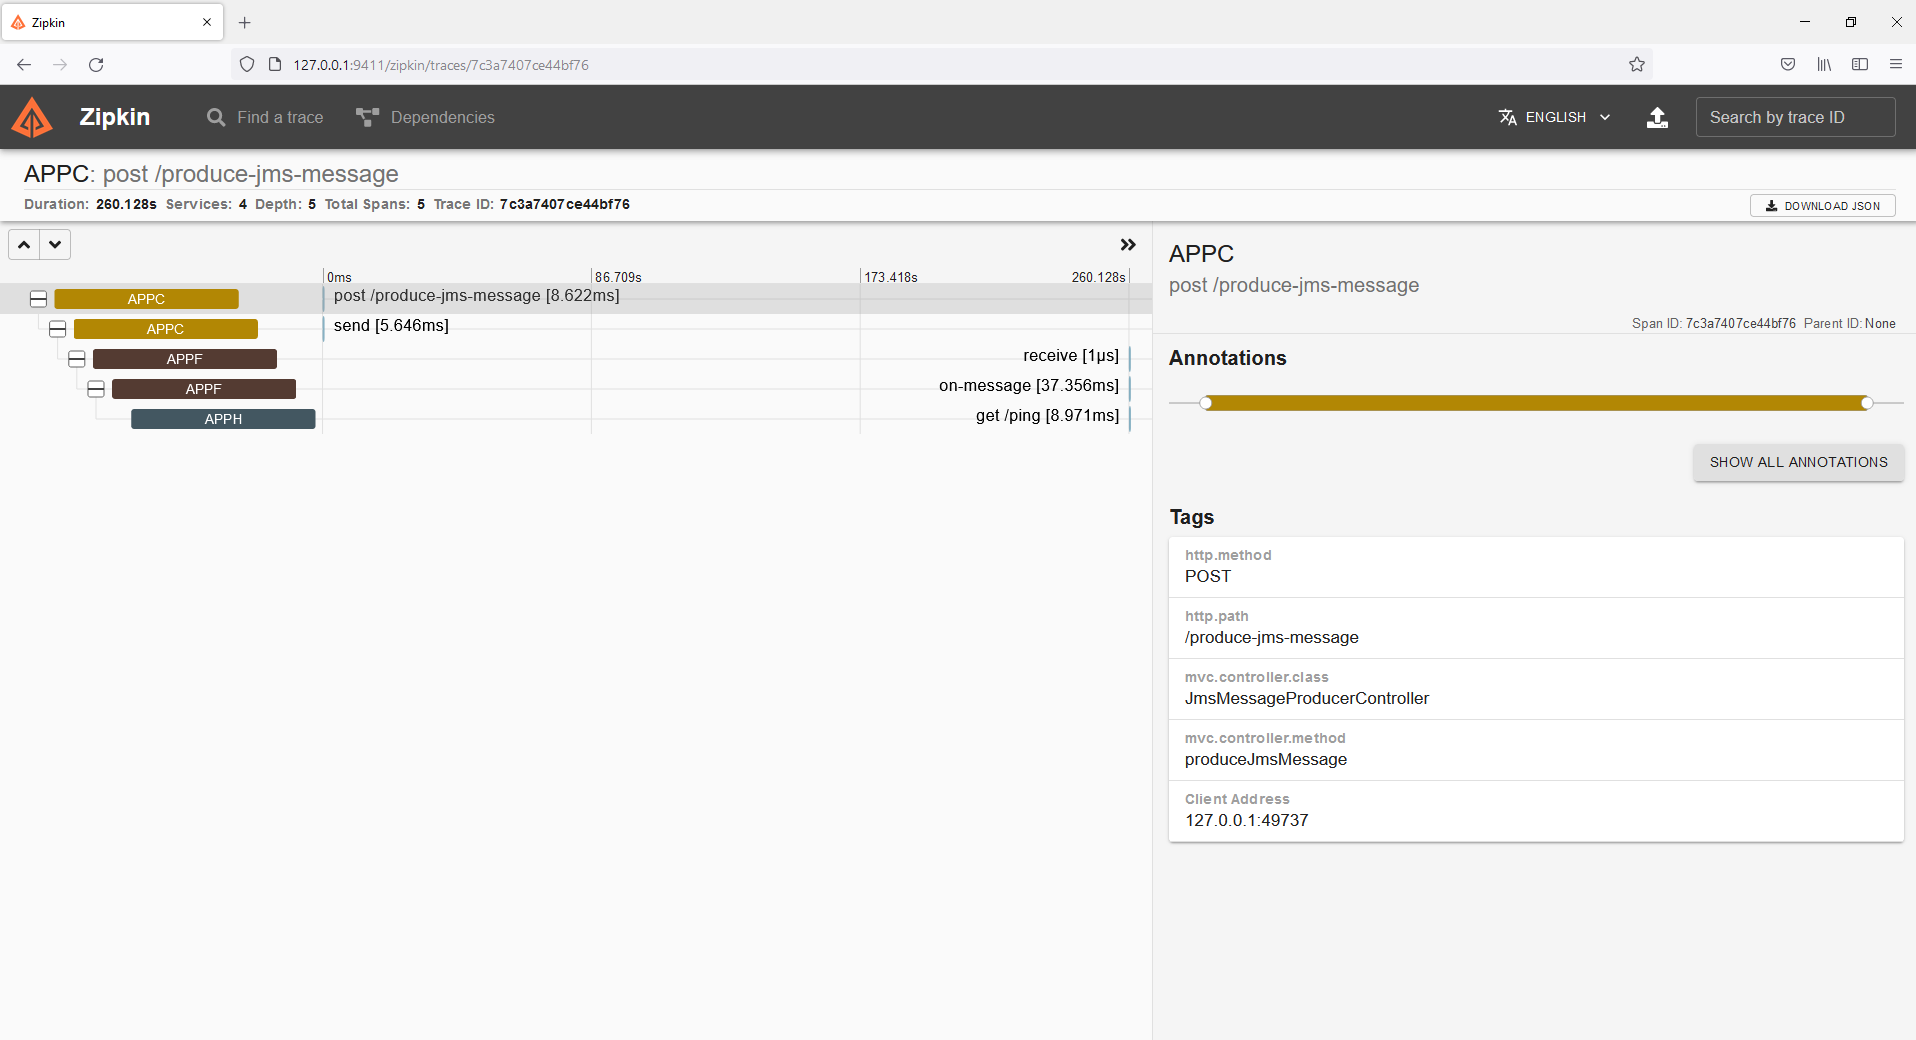 Zipkin
127.0.0.1:9411/zipkin/traces/7c3a7407ce44bf76
Zipkin Find a trace Dependencies ENGLISH Search by trace ID
APPC: post /produce-jms-message
Duration: 260.128s Services: 4 Depth: 5 Total Spans: 5 Trace ID: 7c3a7407ce44bf76 DOWNLOAD JSON
0ms 86.709s 173.418s 260.128s
APPC post /produce-jms-message [8.622ms]
APPC send [5.646ms]
APPF receive [1µs]
APPF on-message [37.356ms]
APPH get /ping [8.971ms]
APPC
post /produce-jms-message
Span ID: 7c3a7407ce44bf76 Parent ID: None
Annotations
SHOW ALL ANNOTATIONS
Tags
http.method
POST
http.path
/produce-jms-message
mvc.controller.class
JmsMessageProducerController
mvc.controller.method
produceJmsMessage
Client Address
127.0.0.1:49737